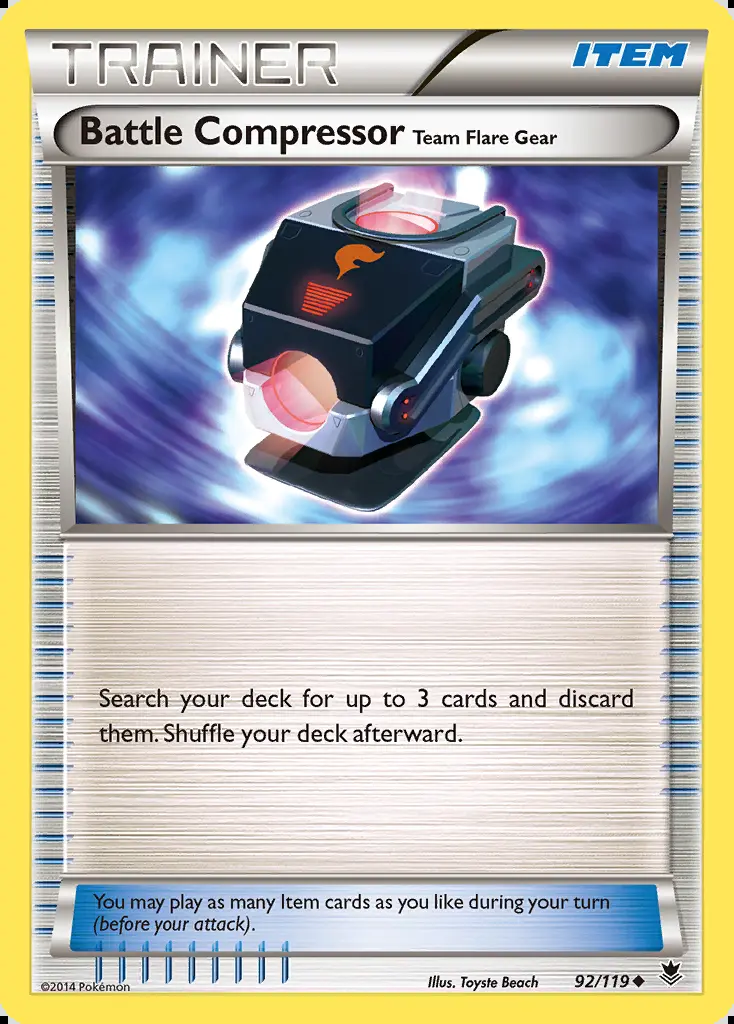 TRAINER
ITEM
Battle Compressor Team Flare Gear
Search your deck for up to 3 cards and discard
them. Shuffle your deck afterward.
You may play as many Item cards as you like during your turn
(before your attack).
©2014 Pokémon
Illus. Toyste Beach
92/119